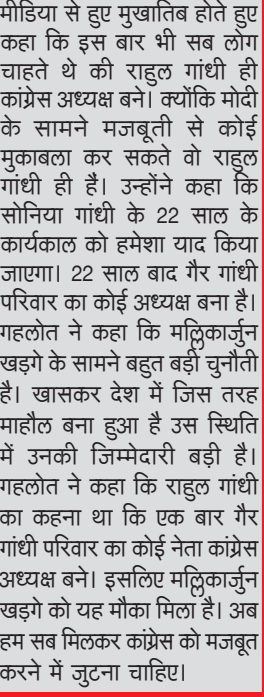 मीडिया से हुए मुखातिब होते हुए
कहा कि इस बार भी सब लोग
चाहते थे की राहुल गांधी ही
कांग्रेस अध्यक्ष बने। क्योंकि मोदी
के सामने मजबूती से कोई
मुकाबला कर सकते वो राहुल
गांधी ही हैं। उन्होंने कहा कि
सोनिया गांधी के 22 साल के
कार्यकाल को हमेशा याद किया
जाएगा। 22 साल बाद गैर गांधी
परिवार का कोई अध्यक्ष बना है।
गहलोत ने कहा कि मल्लिकार्जुन
खड़गे के सामने बहुत बड़ी चुनौती
है। खासकर देश में जिस तरह
माहौल बना हुआ है उस स्थिति
में उनकी जिम्मेदारी बड़ी है।
गहलोत ने कहा कि राहुल गांधी
का कहना था कि एक बार गैर
गांधी परिवार का कोई नेता कांग्रेस
अध्यक्ष बने। इसलिए मल्लिकार्जुन
खड़गे को यह मौका मिला है। अब
हम सब मिलकर कांग्रेस को मजबूत
करने में जुटना चाहिए।